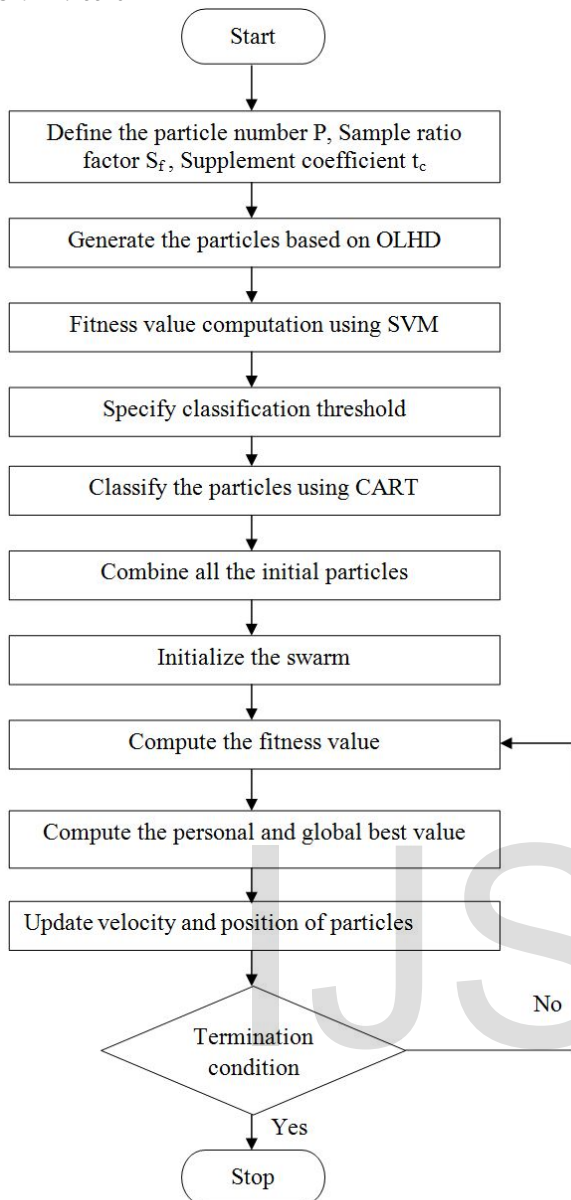 Start
Define the particle number P, Sample ratio
factor Sf, Supplement coefficient tc
Generate the particles based on OLHD
Fitness value computation using SVM
Specify classification threshold
Classify the particles using CART
Combine all the initial particles
Initialize the swarm
Compute the fitness value
Compute the personal and global best value
Update velocity and position of particles
IJS
No
Termination
condition
Yes
Stop